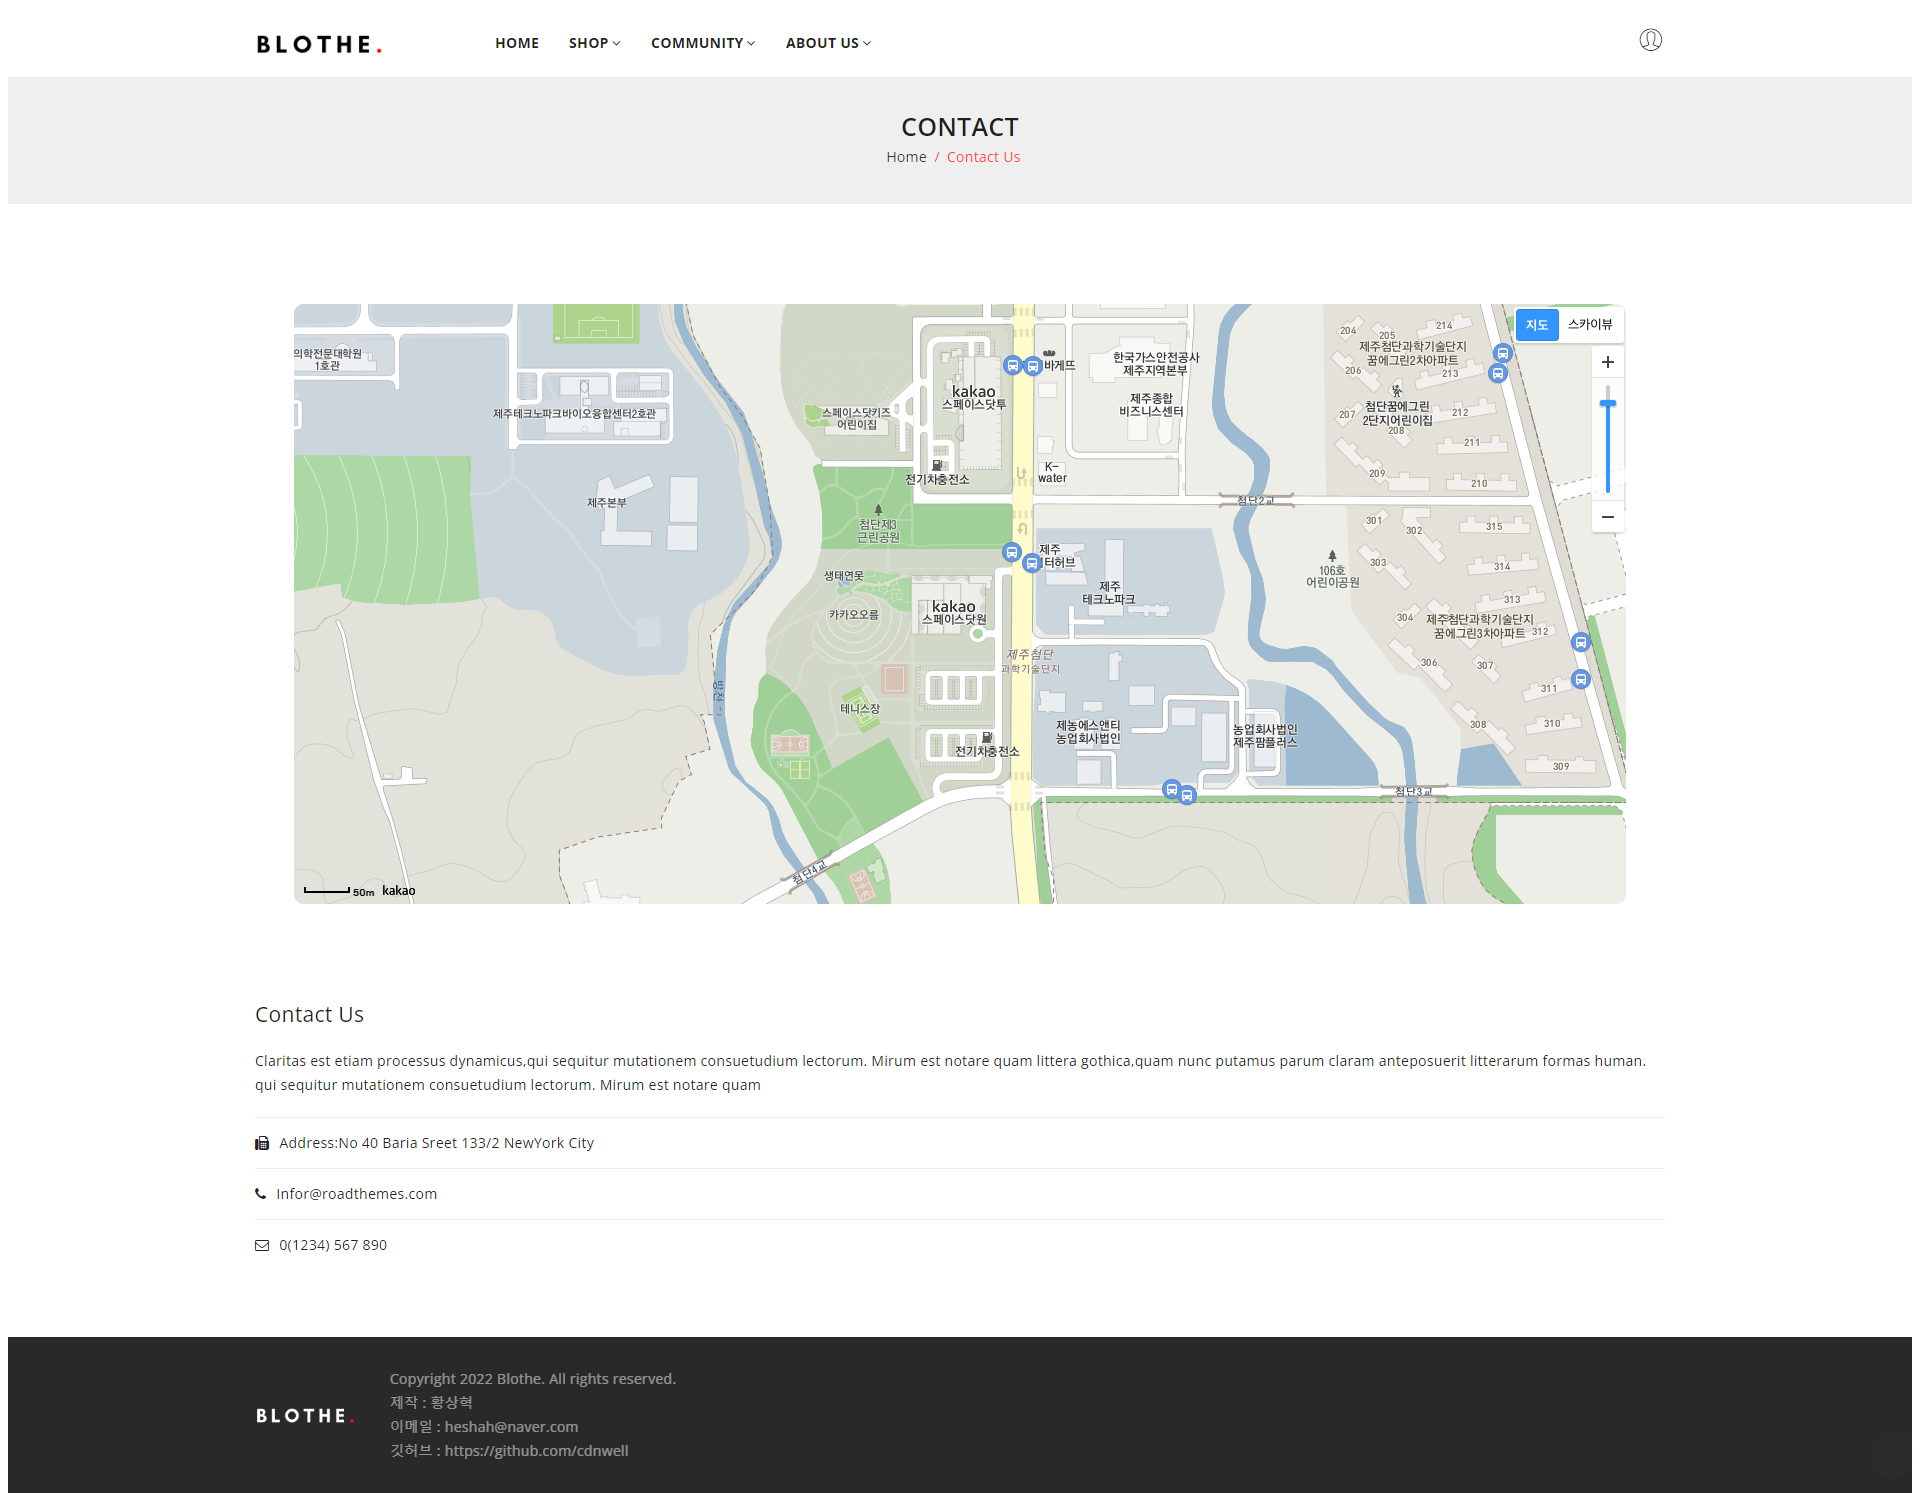 BLOTHE.
HOME
SHOP
COMMUNITY
ABOUT US
CONTACT
Home / Contact Us
지도
스카이뷰
의학전문대학원
1호관
제주테크노파크바이오융합센터2호관
제주본부
스페이스닷키즈
어린이집
kakao
스페이스닷투
전기차충전소
바게뜨
한국가스안전공사
제주지역본부
제주종합
비즈니스센터
K-
water
첨단2교
204
205
214
제주첨단과학기술단지
꿈에그린2차아파트
206
213
첨단꿈에그린
2단지어린이집
207
212
208
211
209
210
첨단제3
근린공원
생태연못
카카오오름
kakao
스페이스닷원
제주
터허브
제주
테크노파크
제주첨단
과학기술단지
301
302
315
303
314
106호
어린이공원
313
304
제주첨단과학기술단지
꿈에그린3차아파트
312
306
307
311
308
310
309
테니스장
전기차충전소
제농에스앤티
농업회사법인
농업회사법인
제주팜플러스
첨단3교
첨단4교
50m
kakao
Contact Us
Claritas est etiam processus dynamicus,qui sequitur mutationem consuetudium lectorum. Mirum est notare quam littera gothica,quam nunc putamus parum claram anteposuerit litterarum formas human.
qui sequitur mutationem consuetudium lectorum. Mirum est notare quam
Address:No 40 Baria Sreet 133/2 NewYork City
Infor@roadthemes.com
0(1234) 567 890
BLOTHE.
Copyright 2022 Blothe. All rights reserved.
제작 : 황상혁
이메일 : heshah@naver.com
깃허브 : https://github.com/cdnwell